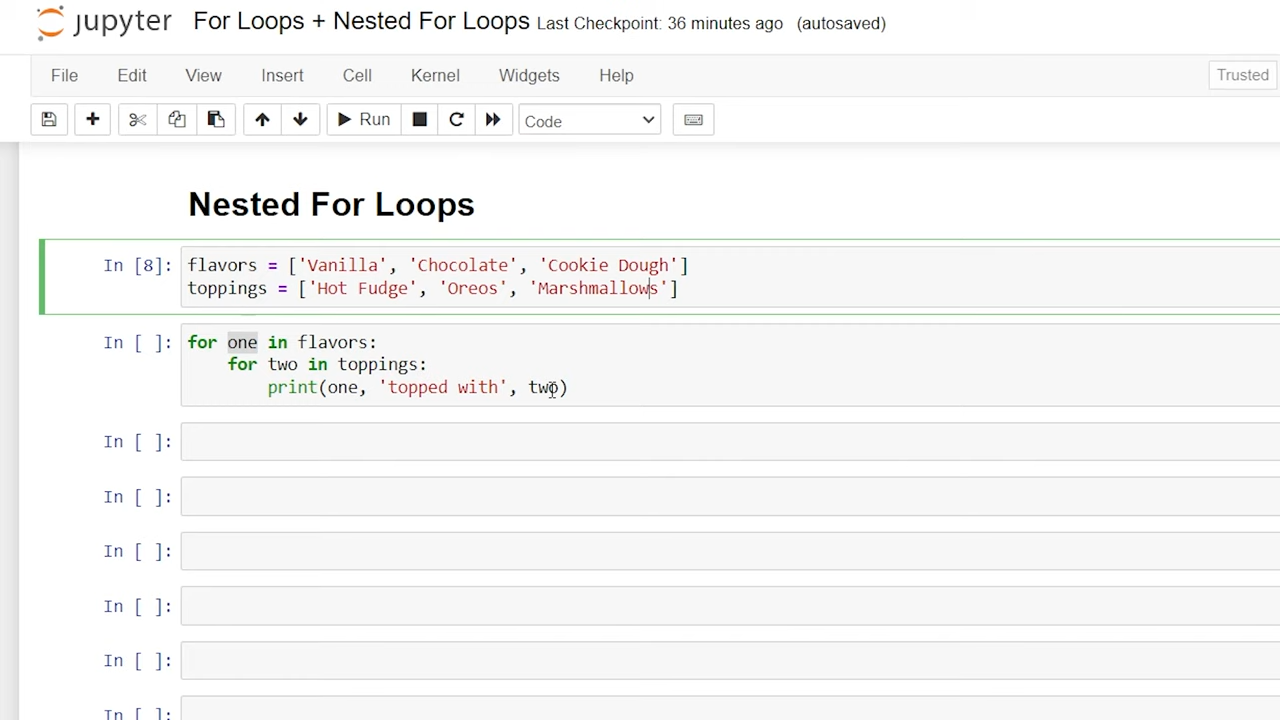 jupyter For Loops + Nested For Loops Last Checkpoint: 36 minutes ago (autosaved)
File Edit View Insert Cell Kernel Widgets Help Trusted
Run Code
Nested For Loops
In [8]: flavors = ['Vanilla', 'Chocolate', 'Cookie Dough']
toppings = ['Hot Fudge', 'Oreos', 'Marshmallows']
In [ ]: for one in flavors:
for two in toppings:
print(one, 'topped with', two)
In [ ]:
In [ ]:
In [ ]:
In [ ]:
In [ ]:
In [ ]: